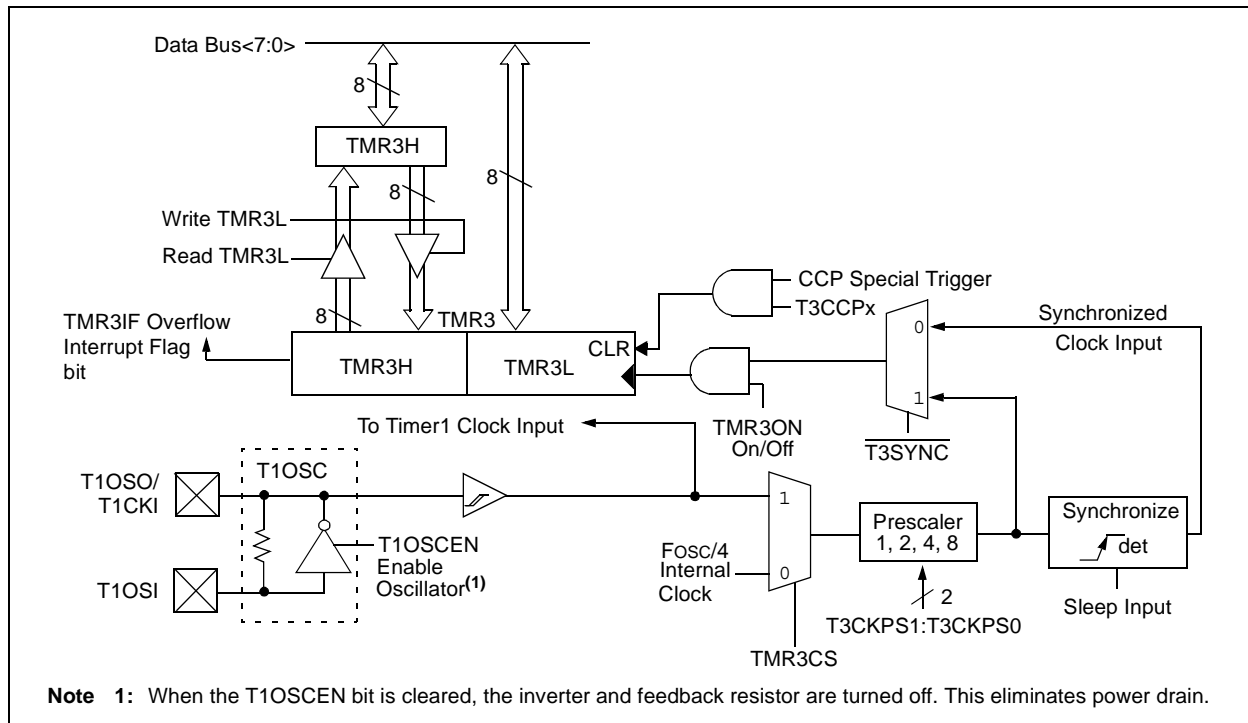 Data Bus<7:0>
8
TMR3H
8
8
Write TMR3L
Read TMR3L
CCP Special Trigger
T3CCPx
8
TMR3
TMR3IF Overflow
Interrupt Flag
bit
0
Synchronized
Clock Input
CLR
TMR3H
TMR3L
1
To Timer1 Clock Input
TMR3ON
On/Off
T3SYNC
T1OSC
T1OSO/
T1CKI
1
Prescaler
1, 2, 4, 8
Synchronize
det
T1OSCEN
Enable
Oscillator(1)
FOSC/4
Internal
Clock
0
T1OSI
2
Sleep Input
T3CKPS1:T3CKPS0
TMR3CS
Note 1: When the T1OSCEN bit is cleared, the inverter and feedback resistor are turned off. This eliminates power drain.